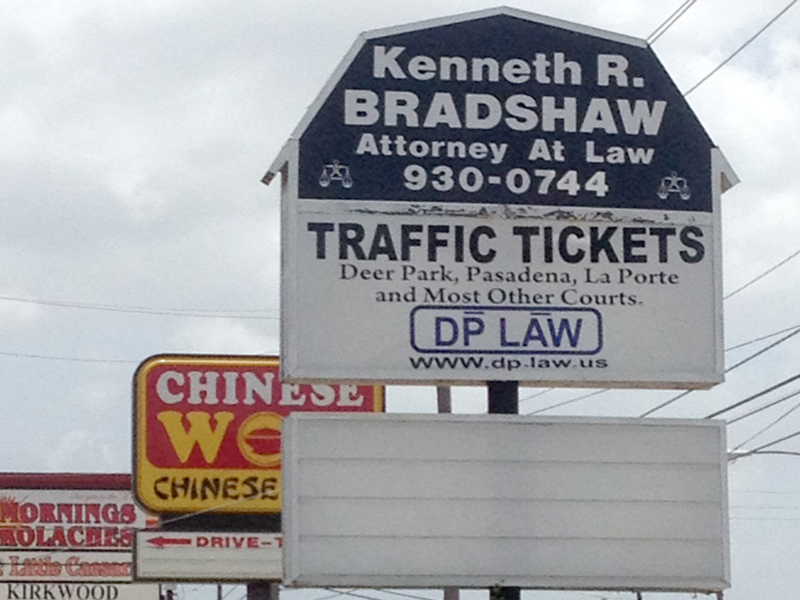 Kenneth R.
BRADSHAW
Attorney At Law
930-0744
TRAFFIC TICKETS
Deer Park, Pasadena, La Porte
and Most Other Courts.
DP LAW
WWW.dp-law.us
CHINESE
WO
CHINESE
DRIVE-T
MORNINGS
KOLACHES
Little Caesar
KIRKWOOD